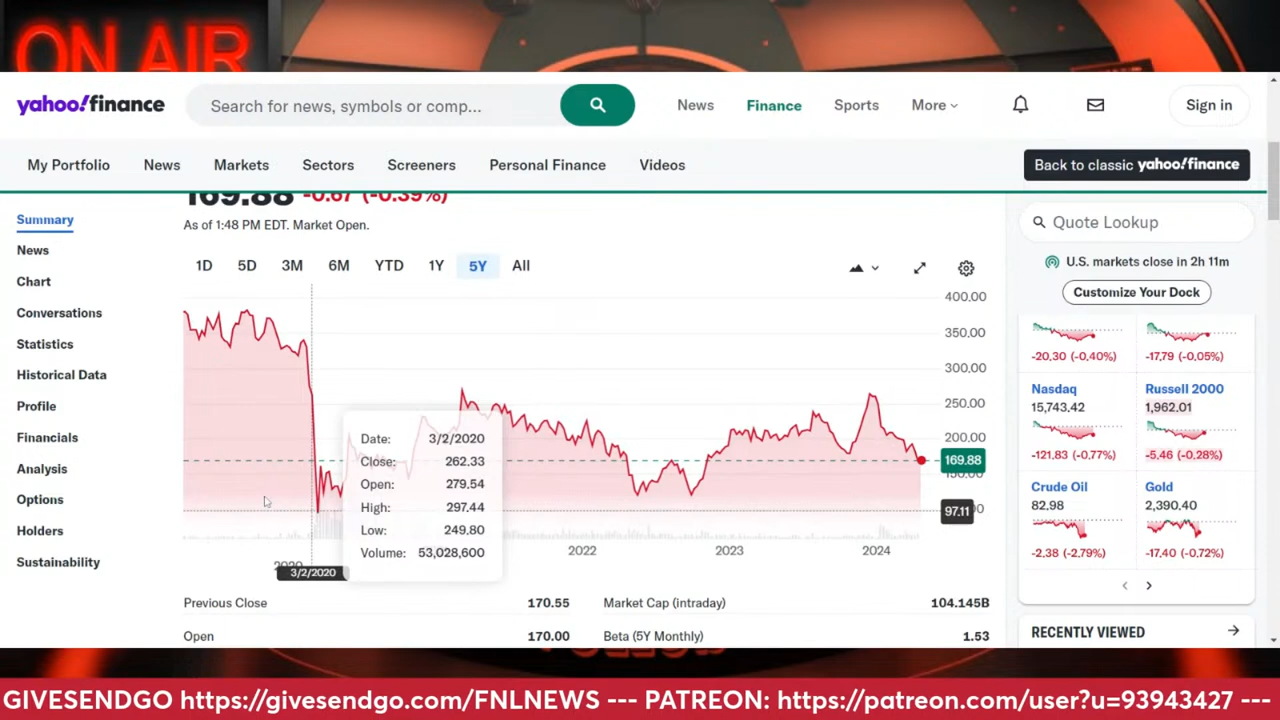 ON AIR
yahoo!finance
Search for news, symbols or comp...
News
Finance
Sports
More
Sign in
My Portfolio
News
Markets
Sectors
Screeners
Personal Finance
Videos
Back to classic yahoo!finance
169.88 -0.67 (-0.39%)
As of 1:48 PM EDT. Market Open.
Summary
News
Chart
Conversations
Statistics
Historical Data
Profile
Financials
Analysis
Options
Holders
Sustainability
1D 5D 3M 6M YTD 1Y 5Y All
400.00
350.00
300.00
250.00
200.00
169.88
150.00
97.11
Date: 3/2/2020
Close: 262.33
Open: 279.54
High: 297.44
Low: 249.80
Volume: 53,028,600
2020
2022
2023
2024
3/2/2020
Previous Close 170.55
Market Cap (intraday) 104.145B
Open 170.00
Beta (5Y Monthly) 1.53
Quote Lookup
U.S. markets close in 2h 11m
Customize Your Dock
-20.30 (-0.40%)
-17.79 (-0.05%)
Nasdaq
15,743.42
-121.83 (-0.77%)
Russell 2000
1,962.01
-5.46 (-0.28%)
Crude Oil
82.98
-2.38 (-2.79%)
Gold
2,390.40
-17.40 (-0.72%)
RECENTLY VIEWED
GIVESENDGO https://givesendgo.com/FNLNEWS --- PATREON: https://patreon.com/user?u=93943427 ---